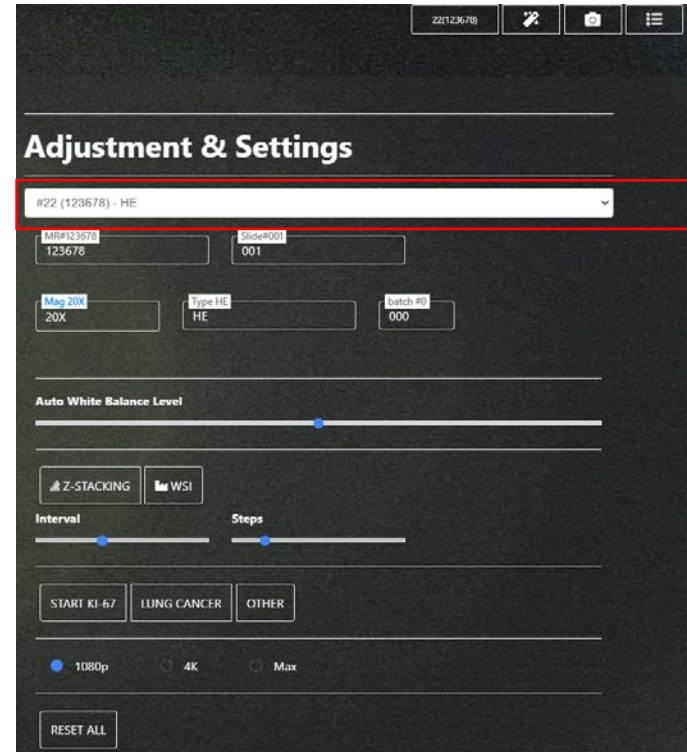 22(123678)
Adjustment & Settings
#22 (123678) - HE
MR#123678
123678
Slide#001
001
Mag 20X
20X
Type HE
HE
batch #0
000
Auto White Balance Level
Z-STACKING
WSI
Interval
Steps
START KI-67
LUNG CANCER
OTHER
1080p
4K
Max
RESET ALL